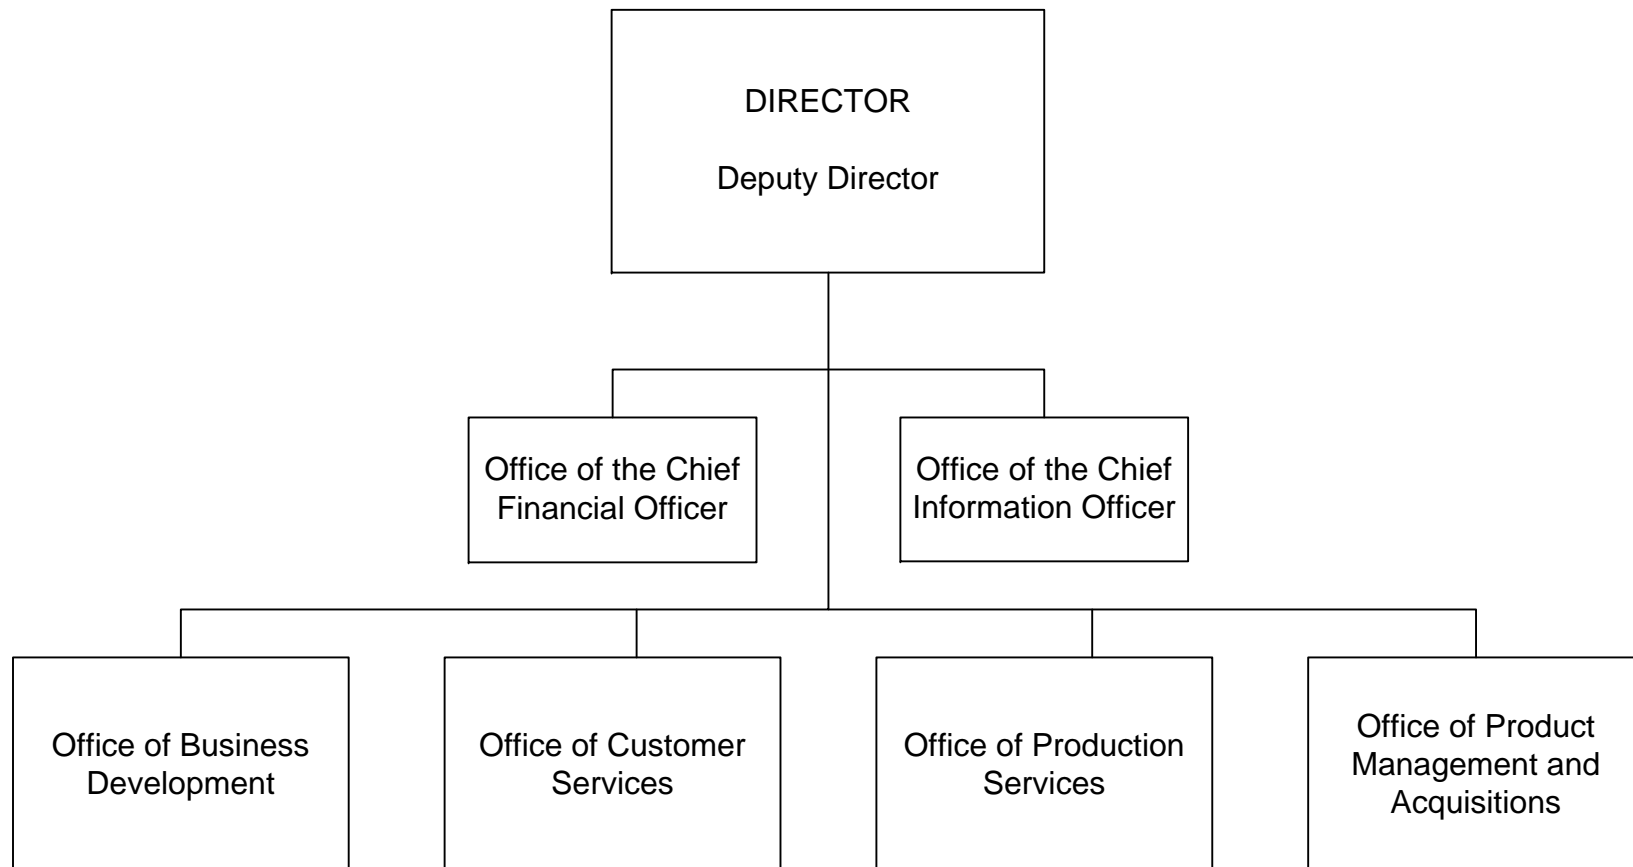 DIRECTOR
Deputy Director
Office of the Chief
Financial Officer
Office of the Chief
Information Officer
Office of Business
Development
Office of Customer
Services
Office of Production
Services
Office of Product
Management and
Acquisitions